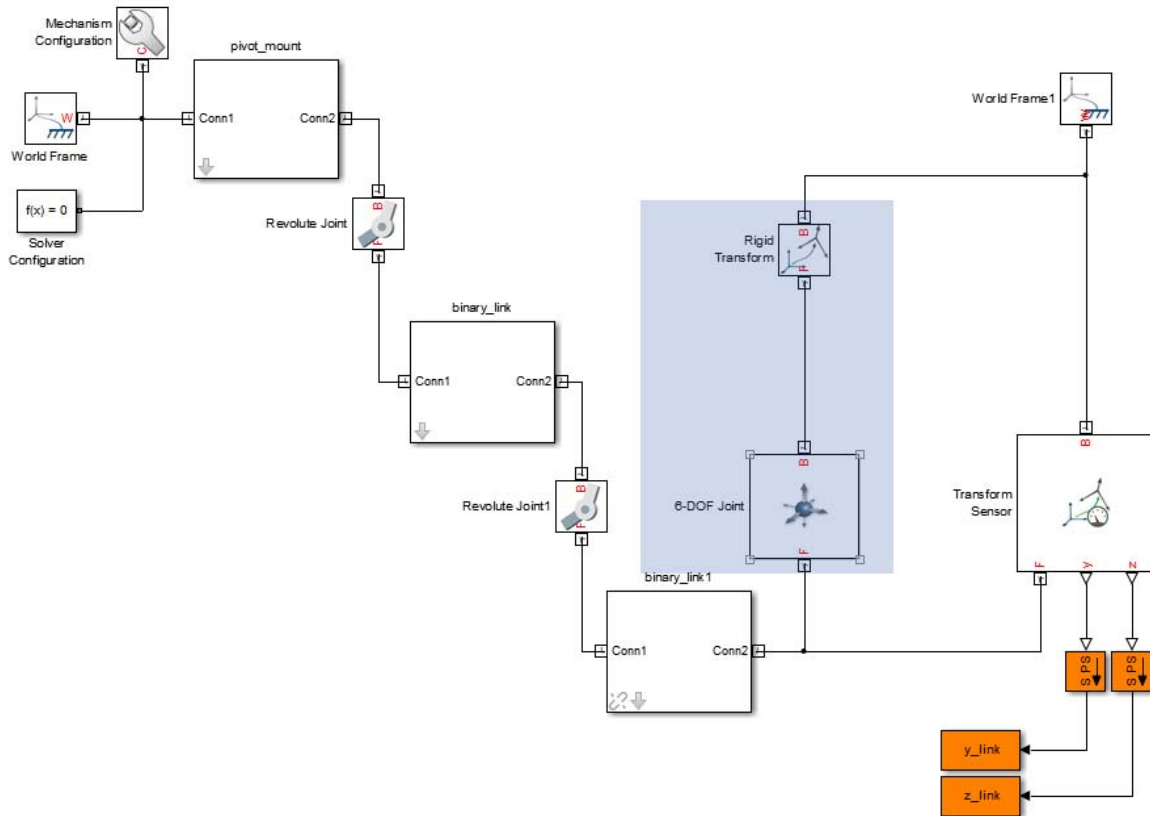 Mechanism
Configuration
C
pivot_mount
W
World Frame
Conn1
Conn2
World Frame1
W
f(x) = 0
Solver
Configuration
B
Revolute Joint
F
B
Rigid
Transform
F
binary_link
Conn1
Conn2
B
Revolute Joint1
F
B
6-DOF Joint
F
B
Transform
Sensor
F
y
z
binary_link1
Conn1
Conn2
S PS
S PS
y_link
z_link